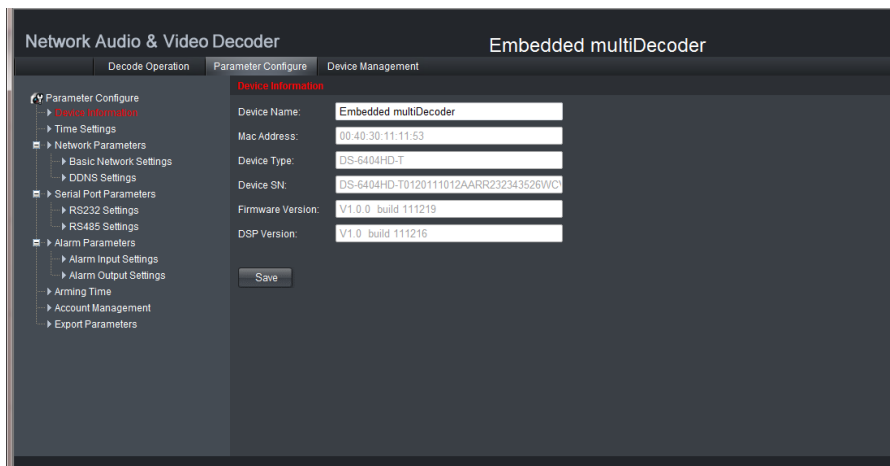 Network Audio & Video Decoder
Embedded multiDecoder
Decode Operation Parameter Configure Device Management
Parameter Configure
Device Information
Time Settings
Network Parameters
Basic Network Settings
DDNS Settings
Serial Port Parameters
RS232 Settings
RS485 Settings
Alarm Parameters
Alarm Input Settings
Alarm Output Settings
Arming Time
Account Management
Export Parameters
Device Information
Device Name: Embedded multiDecoder
Mac Address: 00:40:30:11:11:53
Device Type: DS-6404HD-T
Device SN: DS-6404HD-T0120111012AARR232343526WCV
Firmware Version: V1.0.0 build 111219
DSP Version: V1.0 build 111216
Save